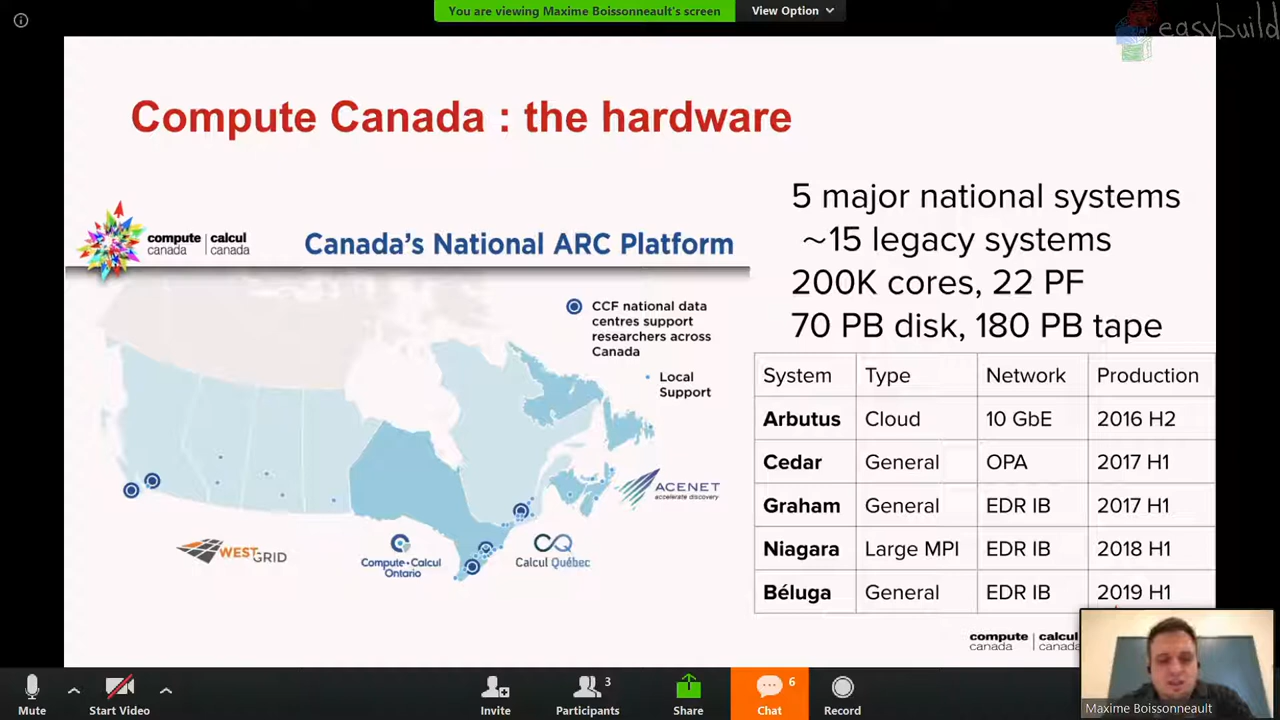 You are viewing Maxime Boissonneault's screen
View Option
easybuild
Compute Canada : the hardware
compute | calcul
canada | canada
Canada's National ARC Platform
CCF national data
centres support
researchers across
Canada
Local
Support
ACENET
accelerate discovery
WESTGRID
Compute • Calcul
Ontario
Calcul Québec
5 major national systems
~15 legacy systems
200K cores, 22 PF
70 PB disk, 180 PB tape
System Type Network Production
Arbutus Cloud 10 GbE 2016 H2
Cedar General OPA 2017 H1
Graham General EDR IB 2017 H1
Niagara Large MPI EDR IB 2018 H1
Béluga General EDR IB 2019 H1
compute | calcul
canada | canada
Maxime Boissonneault
Mute
Start Video
Invite
Participants 3
Share
Chat 6
Record